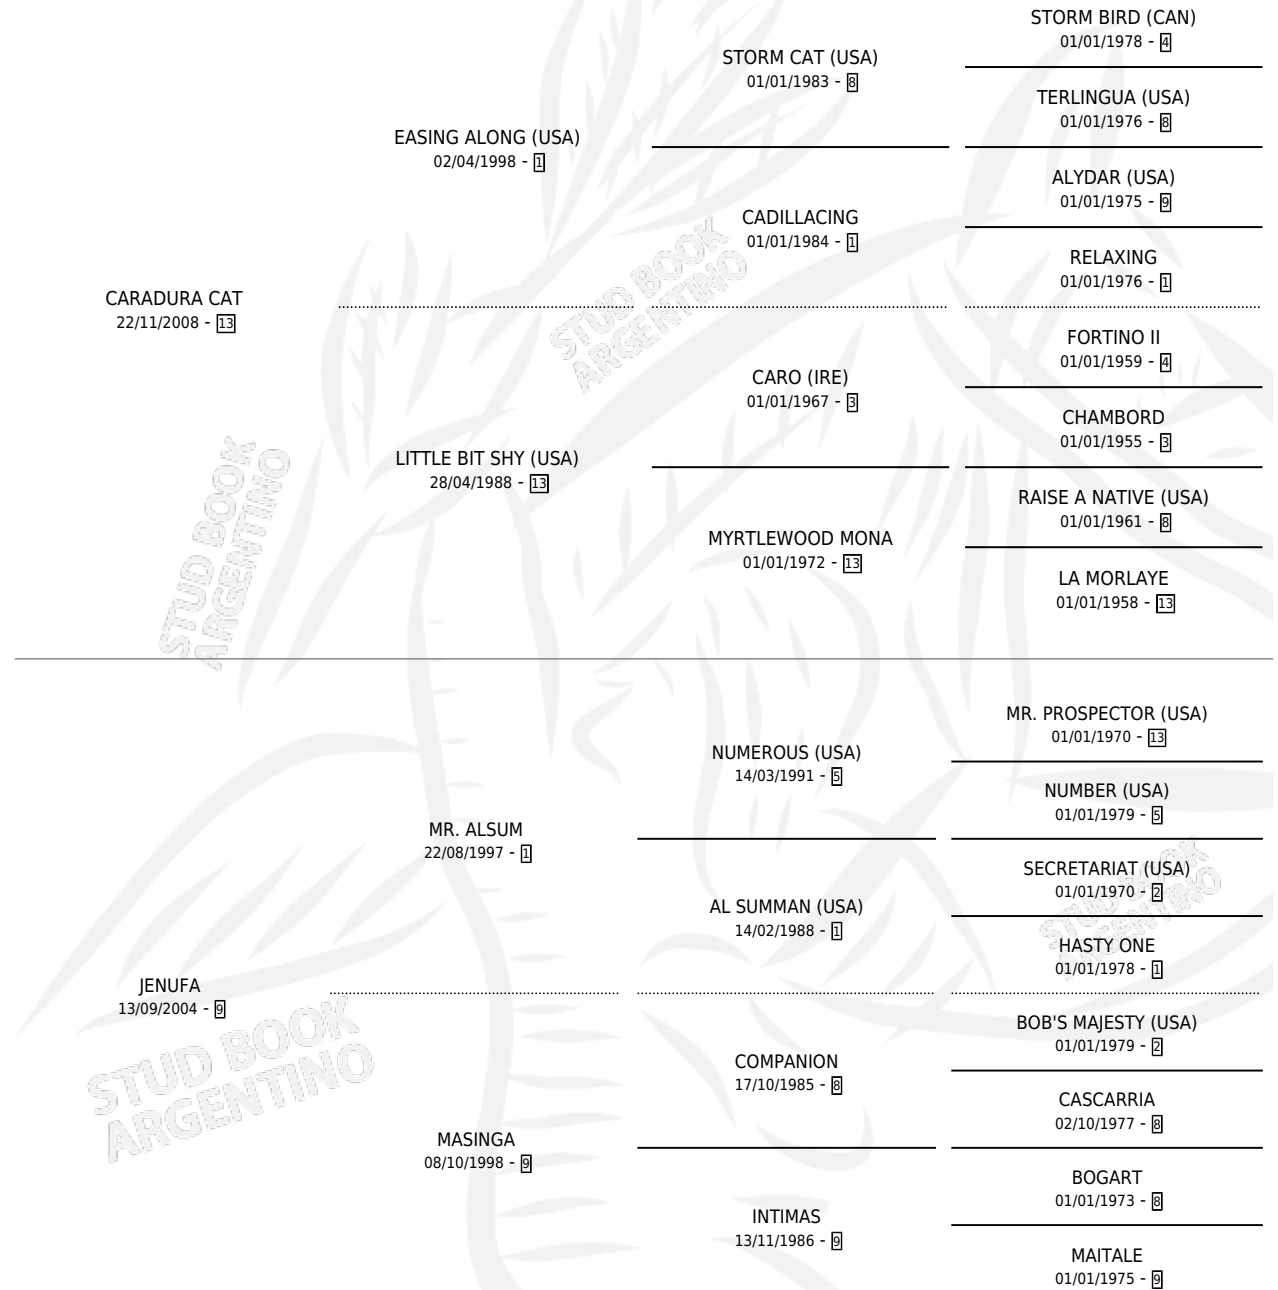 STORM BIRD (CAN)
01/01/1978 - 4
STORM CAT (USA)
01/01/1983 - 8
TERLINGUA (USA)
01/01/1976 - 8
EASING ALONG (USA)
02/04/1998 - 1
ALYDAR (USA)
01/01/1975 - 9
CADILLACING
01/01/1984 - 1
RELAXING
01/01/1976 - 1
CARADURA CAT
22/11/2008 - 13
FORTINO II
01/01/1959 - 4
CARO (IRE)
01/01/1967 - 3
CHAMBORD
01/01/1955 - 3
LITTLE BIT SHY (USA)
28/04/1988 - 13
RAISE A NATIVE (USA)
01/01/1961 - 8
MYRTLEWOOD MONA
01/01/1972 - 13
LA MORLAYE
01/01/1958 - 13
MR. PROSPECTOR (USA)
01/01/1970 - 13
NUMEROUS (USA)
14/03/1991 - 5
NUMBER (USA)
01/01/1979 - 5
MR. ALSUM
22/08/1997 - 1
SECRETARIAT (USA)
01/01/1970 - 2
AL SUMMAN (USA)
14/02/1988 - 1
HASTY ONE
01/01/1978 - 1
JENUFA
13/09/2004 - 9
BOB'S MAJESTY (USA)
01/01/1979 - 2
COMPANION
17/10/1985 - 8
CASCARRIA
02/10/1977 - 8
MASINGA
08/10/1998 - 9
BOGART
01/01/1973 - 8
INTIMAS
13/11/1986 - 9
MAITALE
01/01/1975 - 9
STUD BOOK
ARGENTINO
STUD BOOK
ARGENTINO
STUD BOOK
ARGENTINO
STUD BOOK
ARGENTINO